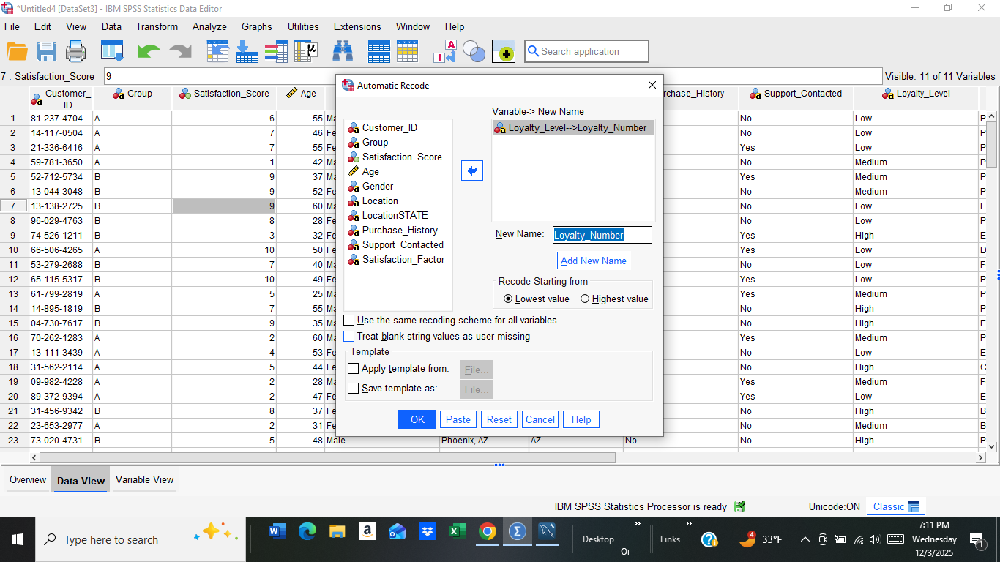 *Untitled4 [DataSet3] - IBM SPSS Statistics Data Editor
File Edit View Data Transform Analyze Graphs Utilities Extensions Window Help
Search application
7 : Satisfaction_Score 9 Visible: 11 of 11 Variables
Customer_ID Group Satisfaction_Score Age rchase_History Support_Contacted Loyalty_Level
1 81-237-4704 A 6 55 Ma No Low P
2 14-117-0504 A 7 46 Fe No Low P
3 21-336-6416 A 7 55 Fe Yes Low P
4 59-781-3650 A 1 42 Ma No Medium P
5 52-712-5734 B 9 37 Ma Yes Medium P
6 13-044-3048 B 9 52 Fe No Medium P
7 13-138-2725 B 9 60 Ma No Low E
8 96-029-4763 B 8 28 Fe No Low P
9 74-526-1211 B 3 32 Fe Yes High E
10 66-506-4265 A 10 50 Fe Yes Low D
11 53-279-2688 B 7 40 Ma No Low F
12 65-115-5317 B 10 49 Fe Yes Low P
13 61-799-2819 A 5 25 Ma Yes Medium P
14 14-895-1819 B 7 55 Ma No High P
15 04-730-7617 B 9 35 Ma No High E
16 70-262-1283 A 2 60 Ma Yes Medium P
17 13-111-3439 A 4 53 Fe No Low E
18 31-562-2114 A 5 44 Fe No High C
19 09-982-4228 A 2 28 Ma Yes Medium F
20 89-372-9394 A 2 47 Fe Yes Low E
21 31-456-9342 B 8 37 Fe No High B
22 23-653-2977 A 2 31 Fe No Medium B
23 73-020-4731 B 5 48 Male Phoenix, AZ AZ No No High P
Automatic Recode
Customer_ID
Group
Satisfaction_Score
Age
Gender
Location
LocationSTATE
Purchase_History
Support_Contacted
Satisfaction_Factor
Variable-> New Name
Loyalty_Level-->Loyalty_Number
New Name: Loyalty_Number
Add New Name
Recode Starting from
Lowest value Highest value
Use the same recoding scheme for all variables
Treat blank string values as user-missing
Template
Apply template from: File...
Save template as: File...
OK Paste Reset Cancel Help
Overview Data View Variable View
IBM SPSS Statistics Processor is ready Unicode:ON Classic
Type here to search
Desktop
Links
4
33°F
7:11 PM
Wednesday
12/3/2025
1